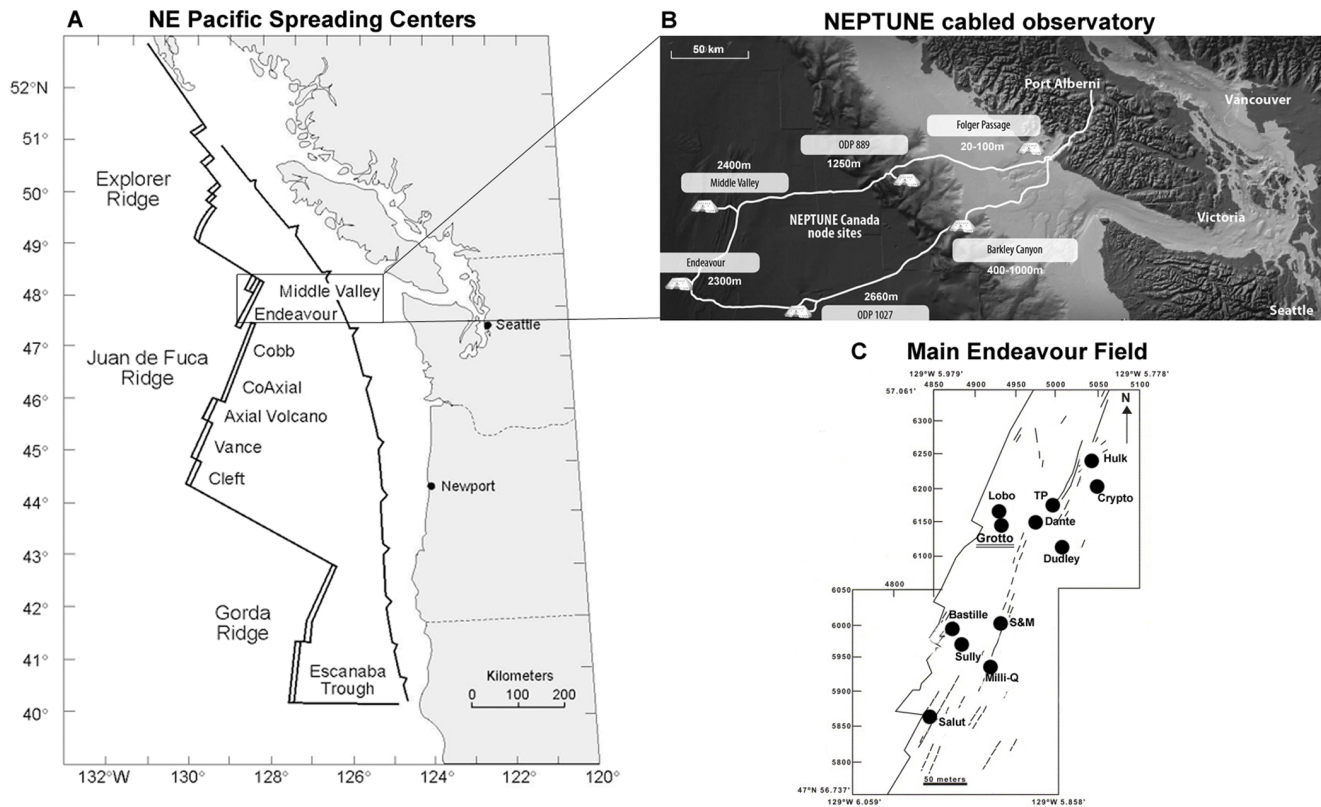 A NE Pacific Spreading Centers
52°N
51°
50°
49°
48°
47°
46°
45°
44°
43°
42°
41°
40°
132°W
130°
128°
126°
124°
122°
120°
Explorer
Ridge
Middle Valley
Endeavour
Seattle
Juan de Fuca
Ridge
Cobb
CoAxial
Axial Volcano
Vance
Cleft
Newport
Gorda
Ridge
Escanaba
Trough
Kilometers
0 100 200
B NEPTUNE cabled observatory
50 km
Port Alberni
Vancouver
Folger Passage
20-100m
ODP 889
1250m
2400m
Middle Valley
NEPTUNE Canada
node sites
Victoria
Barkley Canyon
400-1000m
Endeavour
2300m
2660m
ODP 1027
Seattle
C Main Endeavour Field
129°W 5.979' 129°W 5.778'
4850 4900 4950 5000 5050 5100
57.061'
N
6300
6250
6200
6150
6100
4800
6050
6000
5950
5900
5850
5800
Hulk
Crypto
Lobo
TP
Dante
Grotto
Dudley
Bastille
S&M
Sully
Milli-Q
Salut
50 meters
47°N 56.737'
129°W 6.059' 129°W 5.858'